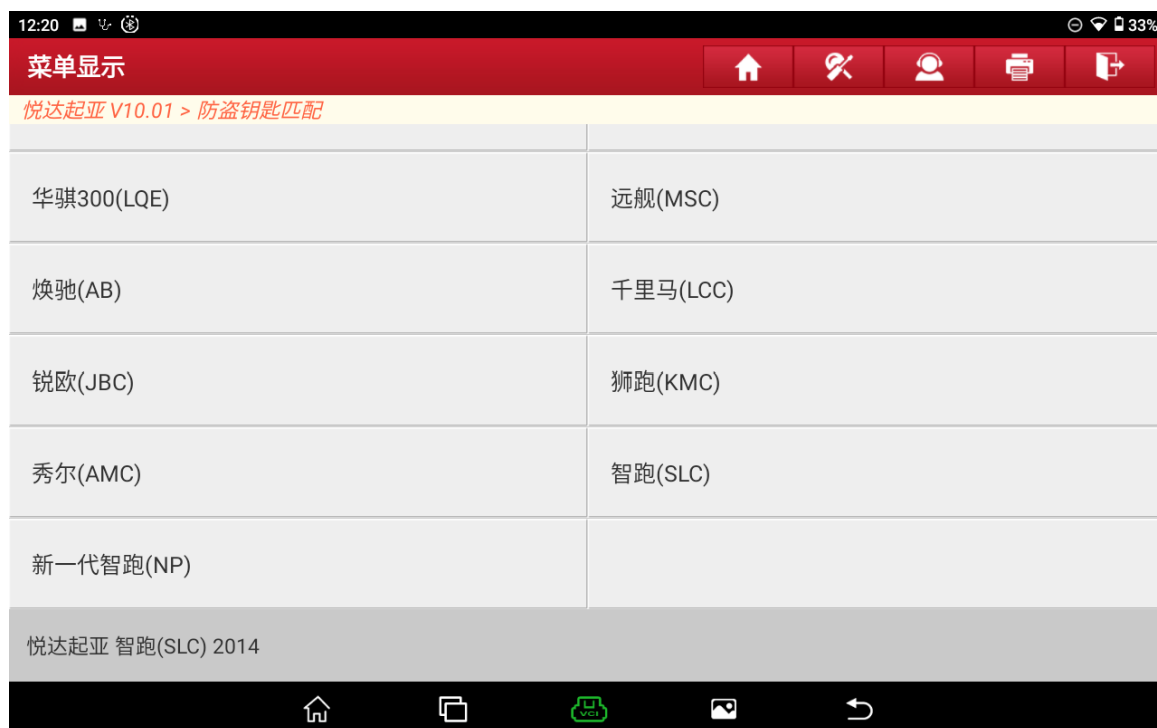 12:20 33%
菜单显示
悦达起亚 V10.01 > 防盗钥匙匹配
华骐300(LQE) 远舰(MSC)
焕驰(AB) 千里马(LCC)
锐欧(JBC) 狮跑(KMC)
秀尔(AMC) 智跑(SLC)
新一代智跑(NP)
悦达起亚 智跑(SLC) 2014
VCI